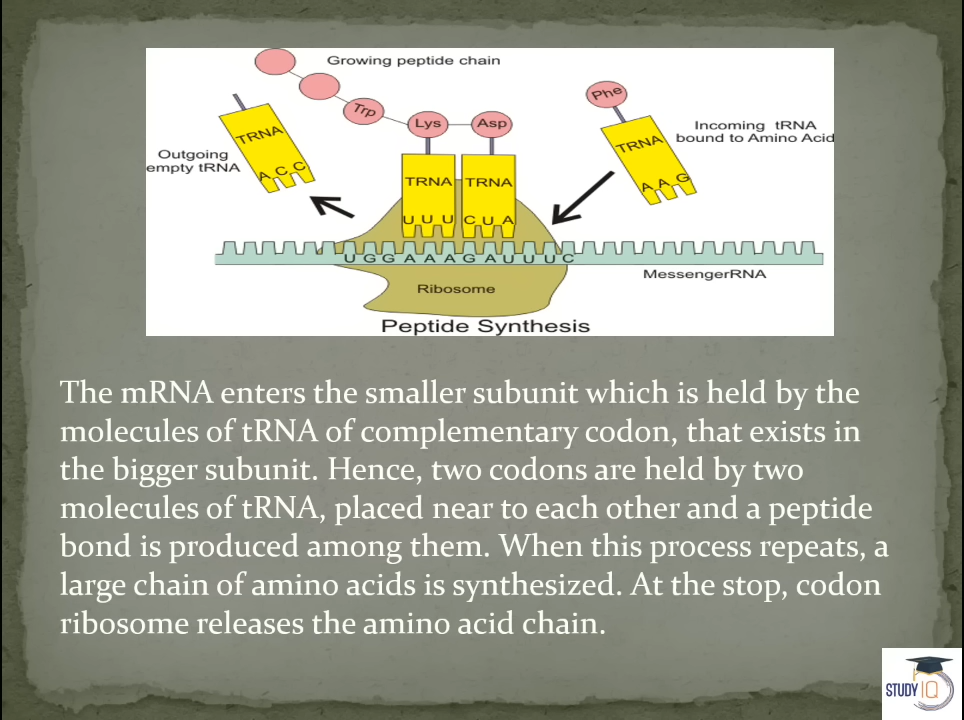 Growing peptide chain
Trp
Lys
Asp
Phe
TRNA
A C C
Outgoing
empty tRNA
TRNA
U U U
TRNA
C U A
TRNA
A A G
Incoming tRNA
bound to Amino Acid
U G G A A A G A U U U C
MessengerRNA
Ribosome
Peptide Synthesis
The mRNA enters the smaller subunit which is held by the
molecules of tRNA of complementary codon, that exists in
the bigger subunit. Hence, two codons are held by two
molecules of tRNA, placed near to each other and a peptide
bond is produced among them. When this process repeats, a
large chain of amino acids is synthesized. At the stop, codon
ribosome releases the amino acid chain.
STUDY IQ